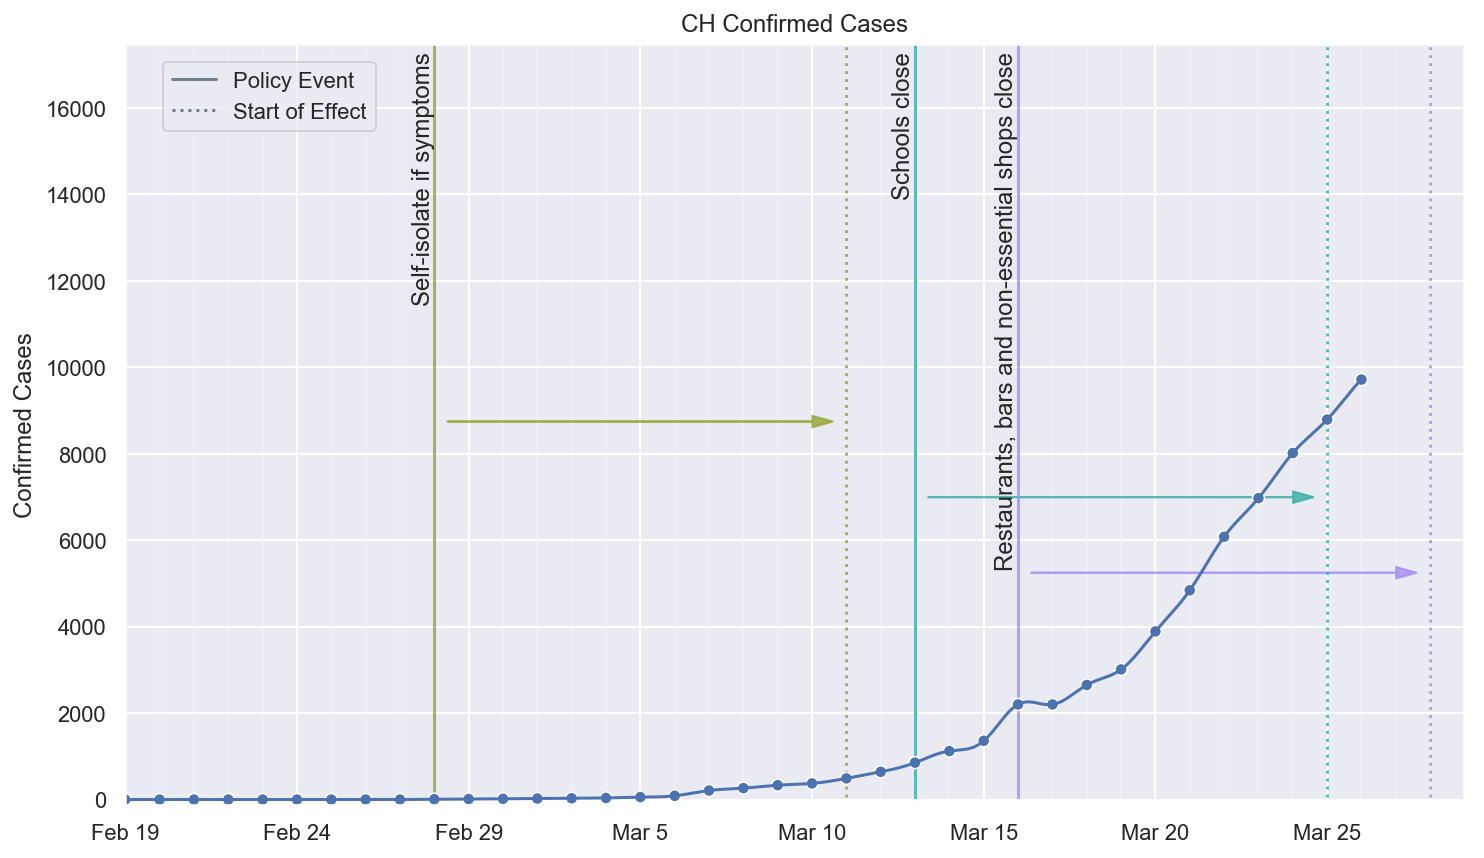 CH Confirmed Cases
Policy Event
Start of Effect
Self-isolate if symptoms
Schools close
Restaurants, bars and non-essential shops close
Confirmed Cases
16000
14000
12000
10000
8000
6000
4000
2000
0
Feb 19 Feb 24 Feb 29 Mar 5 Mar 10 Mar 15 Mar 20 Mar 25